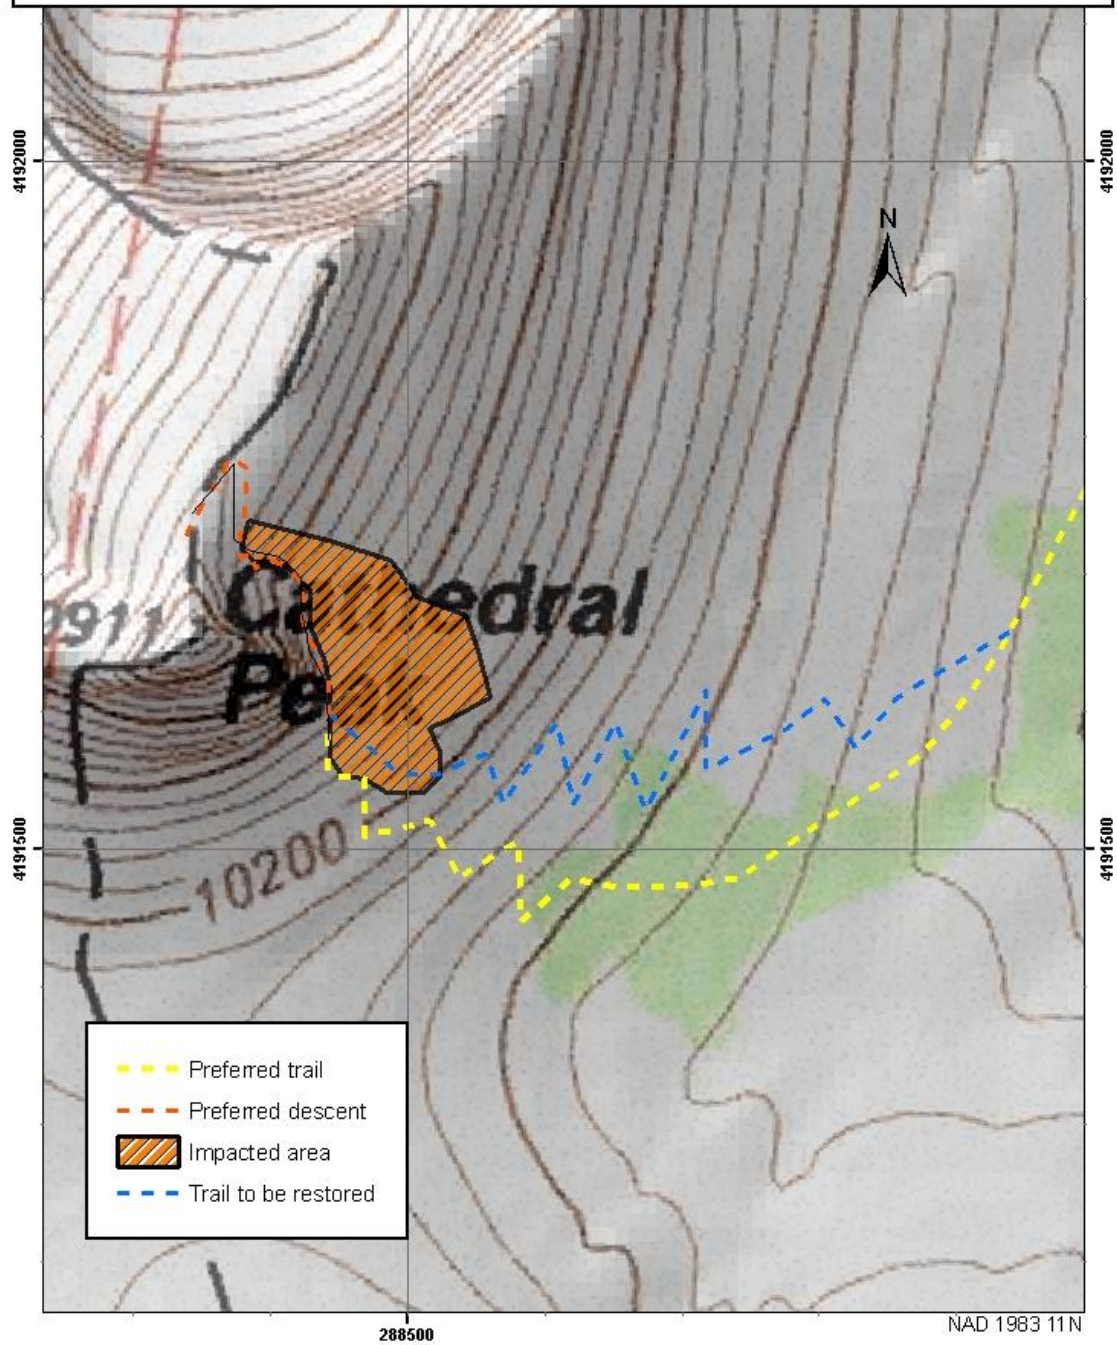 4192000
4192000
N
Cathedral
Peak
4191500
4191500
10200
Preferred trail
Preferred descent
Impacted area
Trail to be restored
NAD 1983 11N
288500